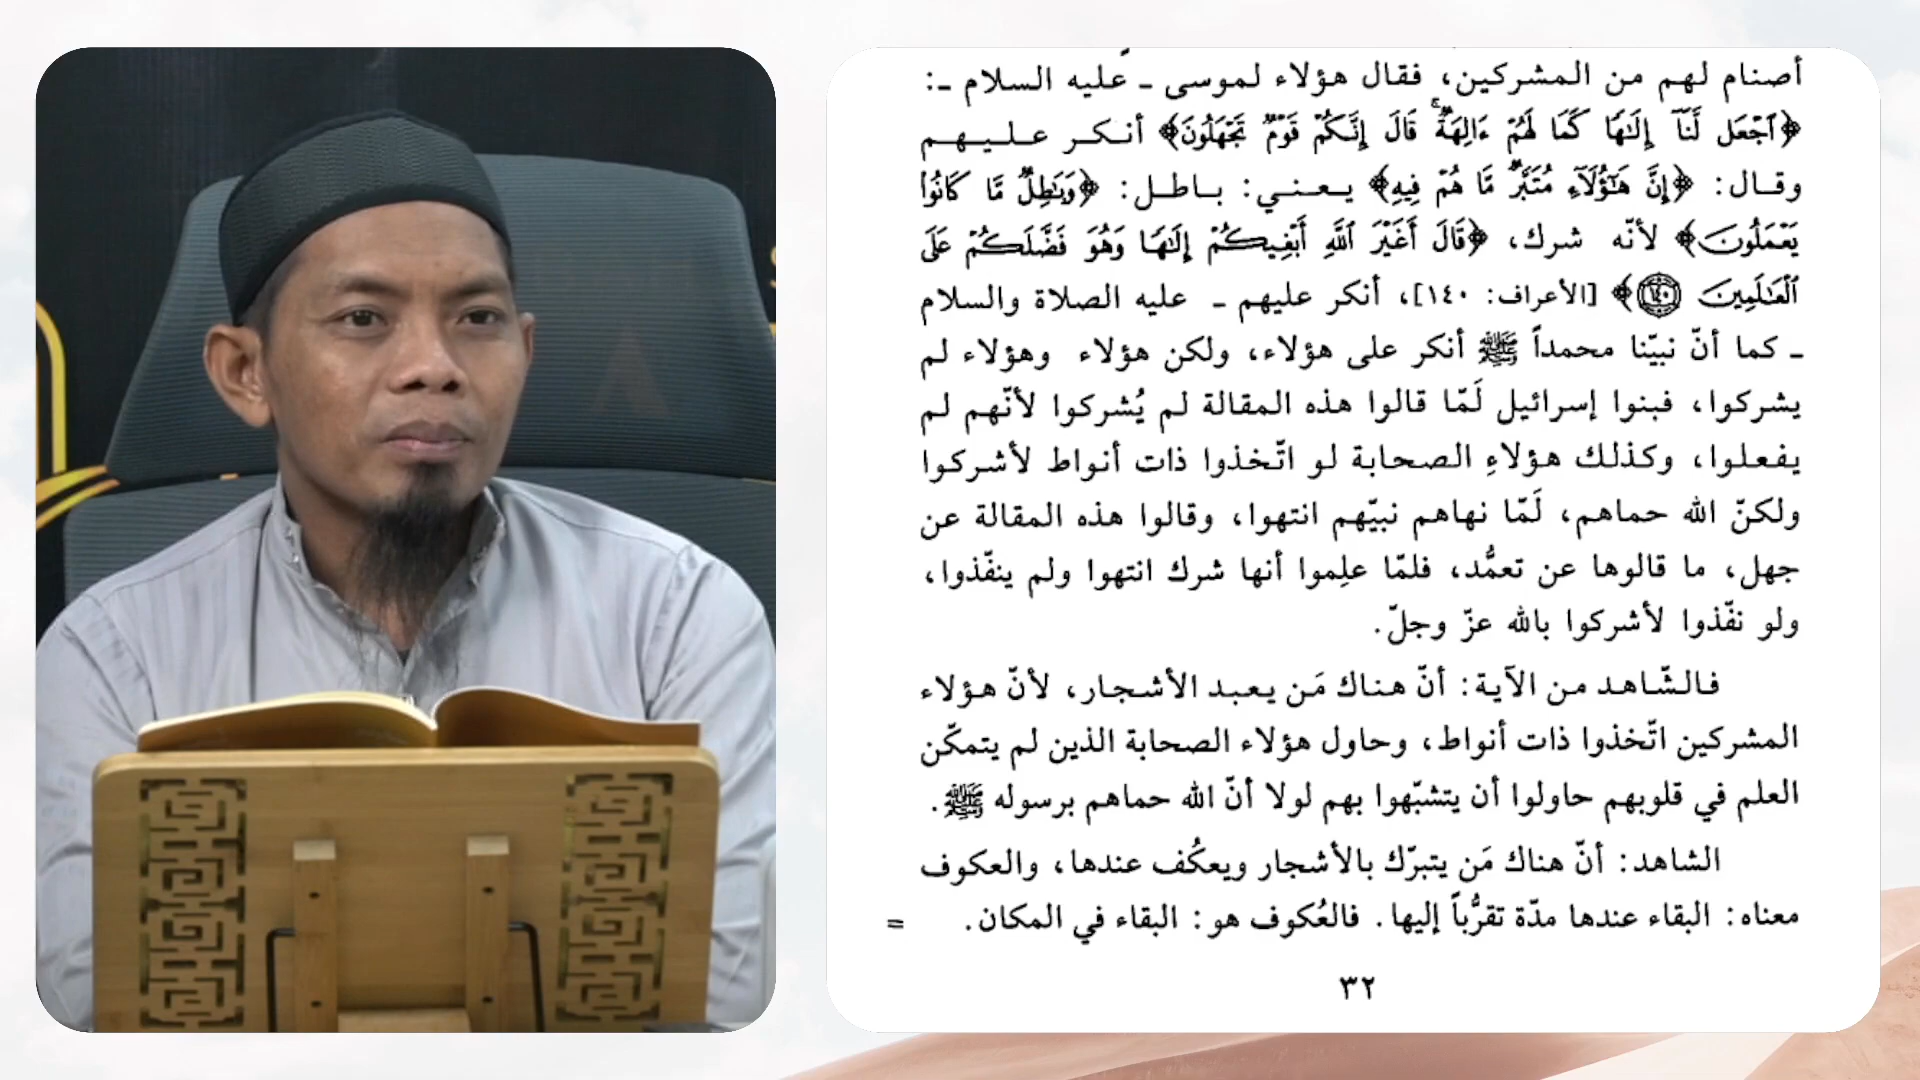 أصنام لهم من المشركين، فقال هؤلاء لموسى ـ عليه السلام ـ:
﴿ٱجۡعَل لَّنَآ إِلَٰهٗا كَمَا لَهُمۡ ءَالِهَةٞۚ قَالَ إِنَّكُمۡ قَوۡمٞ تَجۡهَلُونَ﴾ أنكر عليهم
وقال: ﴿إِنَّ هَٰٓؤُلَآءِ مُتَبَّرٞ مَّا هُمۡ فِيهِ﴾ يعني: باطل: ﴿وَبَٰطِلٞ مَّا كَانُواْ
يَعۡمَلُونَ﴾ لأنّه شرك، ﴿قَالَ أَغَيۡرَ ٱللَّهِ أَبۡغِيكُمۡ إِلَٰهٗا وَهُوَ فَضَّلَكُمۡ عَلَى
ٱلۡعَٰلَمِينَ ١٤٠﴾ [الأعراف: ١٤٠]، أنكر عليهم ـ عليه الصلاة والسلام
ـ كما أنّ نبيّنا محمداً ﷺ أنكر على هؤلاء، ولكن هؤلاء وهؤلاء لم
يشركوا، فبنوا إسرائيل لَمّا قالوا هذه المقالة لم يُشركوا لأنّهم لم
يفعلوا، وكذلك هؤلاءِ الصحابة لو اتّخذوا ذات أنواط لأشركوا
ولكنّ الله حماهم، لَمّا نهاهم نبيّهم انتهوا، وقالوا هذه المقالة عن
جهل، ما قالوها عن تعمُّد، فلمّا علِموا أنها شرك انتهوا ولم ينفّذوا،
ولو نفّذوا لأشركوا بالله عزّ وجلّ.
فالشّاهد من الآية: أنّ هناك مَن يعبد الأشجار، لأنّ هؤلاء
المشركين اتّخذوا ذات أنواط، وحاول هؤلاء الصحابة الذين لم يتمكّن
العلم في قلوبهم حاولوا أن يتشبّهوا بهم لولا أنّ الله حماهم برسوله ﷺ.
الشاهد: أنّ هناك مَن يتبرّك بالأشجار ويعكُف عندها، والعكوف
معناه: البقاء عندها مدّة تقرُّباً إليها. فالعُكوف هو: البقاء في المكان. =
٣٢